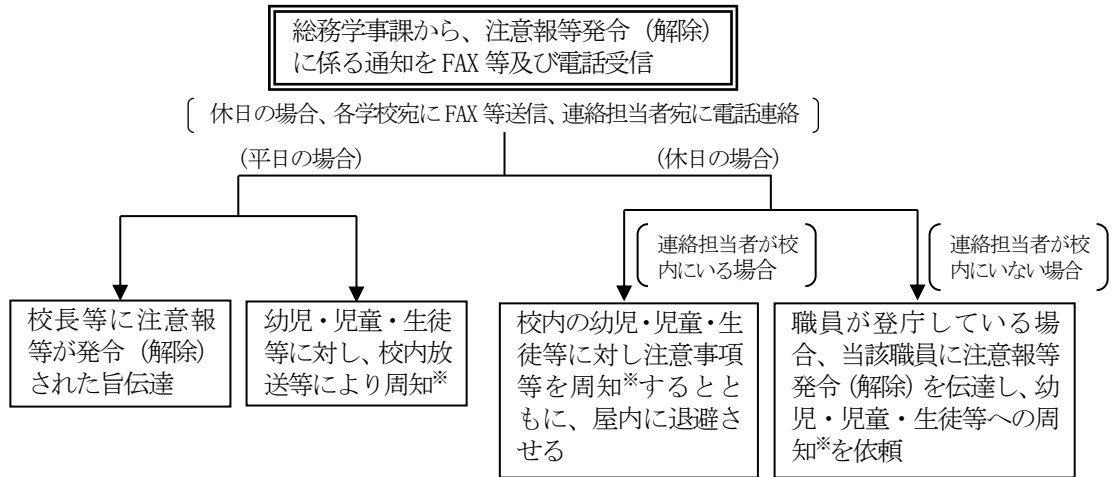 総務学事課から、注意報等発令（解除）
に係る通知を FAX 等及び電話受信
休日の場合、各学校宛に FAX 等送信、連絡担当者宛に電話連絡
(平日の場合)
(休日の場合)
連絡担当者が校
内にいる場合
連絡担当者が校
内にいない場合
校長等に注意報
等が発令（解除）
された旨伝達
幼児・児童・生徒
等に対し、校内放
送等により周知※
校内の幼児・児童・生
徒等に対し注意事項
等を周知※するとと
もに、屋内に退避さ
せる
職員が登庁している場
合、当該職員に注意報等
発令（解除）を伝達し、幼
児・児童・生徒等への周
知※を依頼